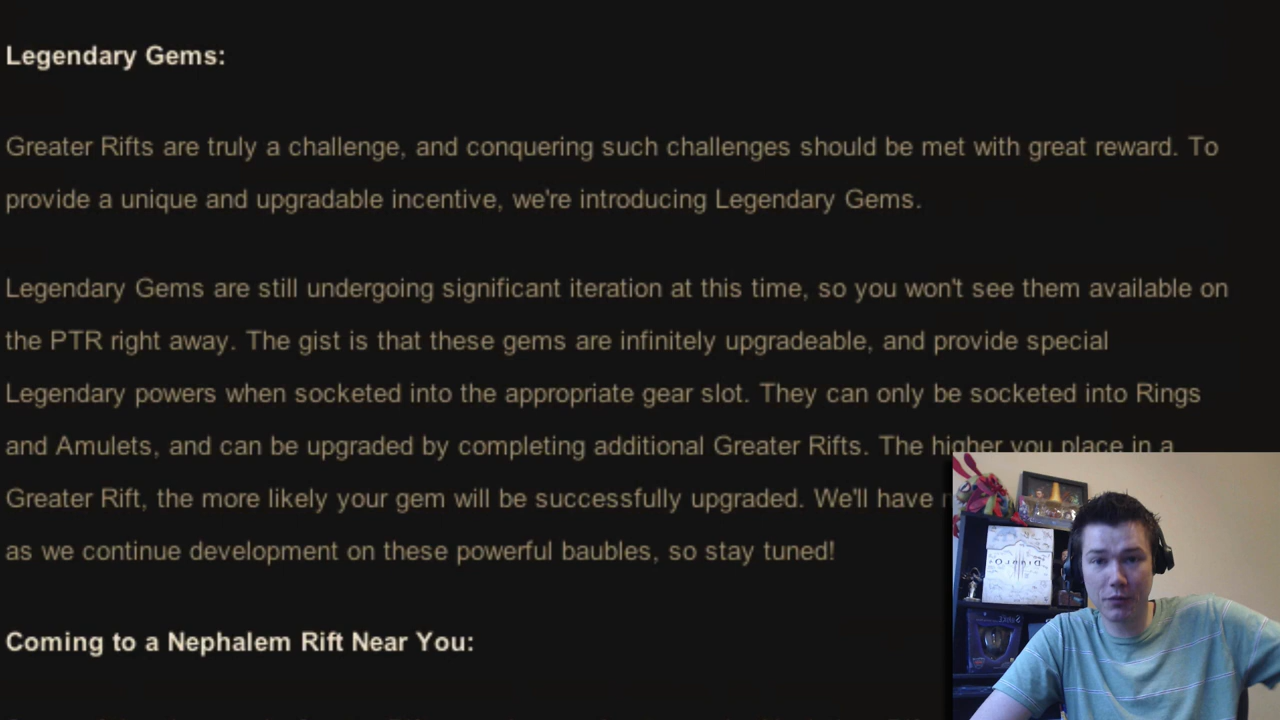 Legendary Gems:
Greater Rifts are truly a challenge, and conquering such challenges should be met with great reward. To
provide a unique and upgradable incentive, we're introducing Legendary Gems.
Legendary Gems are still undergoing significant iteration at this time, so you won't see them available on
the PTR right away. The gist is that these gems are infinitely upgradeable, and provide special
Legendary powers when socketed into the appropriate gear slot. They can only be socketed into Rings
and Amulets, and can be upgraded by completing additional Greater Rifts. The higher you place in a
Greater Rift, the more likely your gem will be successfully upgraded. We'll have
as we continue development on these powerful baubles, so stay tuned!
Coming to a Nephalem Rift Near You: